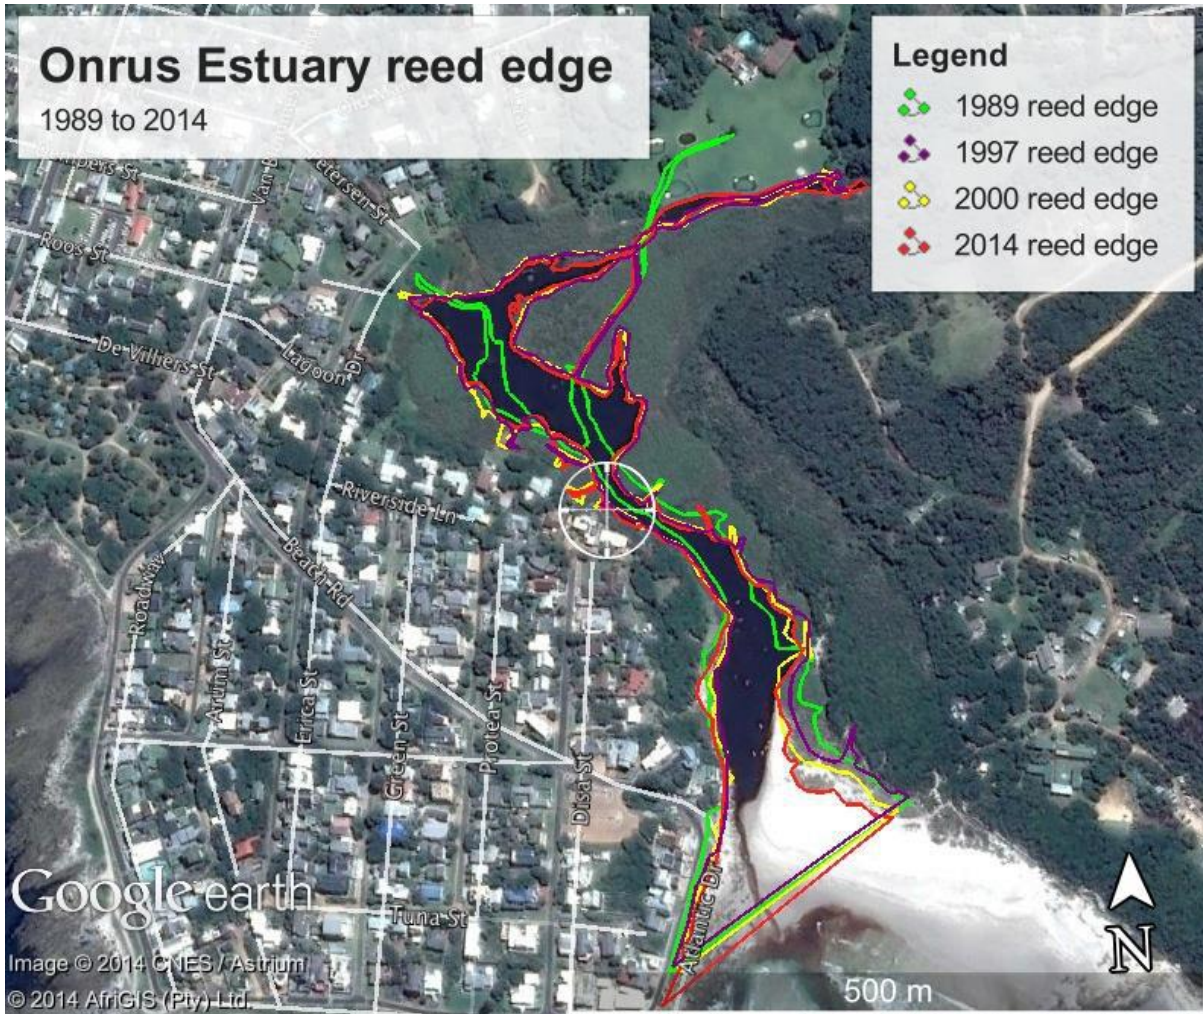 Onrus Estuary reed edge
1989 to 2014
Legend
1989 reed edge
1997 reed edge
2000 reed edge
2014 reed edge
Petersen St
Roos St
De Villiers St
Lagoon Dr
Riverside Ln
Beach Rd
Roadway
Arum St
Erica St
Green St
Protea St
Disa St
Atlantic Dr
Tuna St
Google earth
Image © 2014 CNES / Astrium
© 2014 AfriGIS (Pty) Ltd.
N
500 m